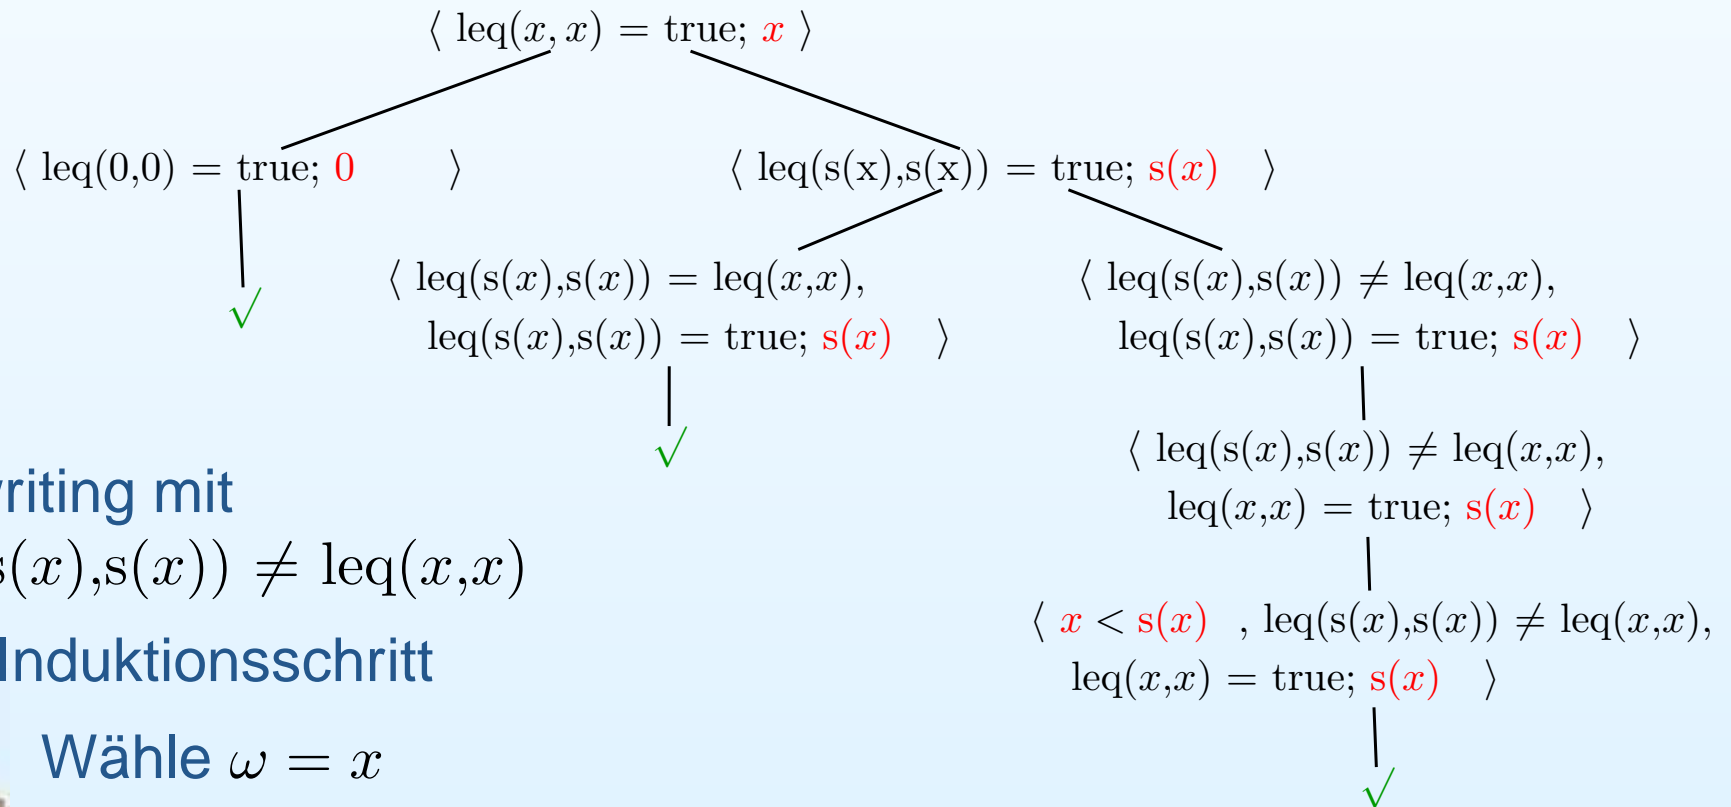 ⟨ leq(x, x) = true; x ⟩
⟨ leq(0,0) = true; 0 ⟩
⟨ leq(s(x),s(x)) = true; s(x) ⟩
√
⟨ leq(s(x),s(x)) = leq(x,x),
leq(s(x),s(x)) = true; s(x) ⟩
√
⟨ leq(s(x),s(x)) ≠ leq(x,x),
leq(s(x),s(x)) = true; s(x) ⟩
⟨ leq(s(x),s(x)) ≠ leq(x,x),
leq(x,x) = true; s(x) ⟩
⟨ x < s(x) , leq(s(x),s(x)) ≠ leq(x,x),
leq(x,x) = true; s(x) ⟩
√
riting mit
s(x),s(x)) ≠ leq(x,x)
Induktionsschritt
Wähle ω = x